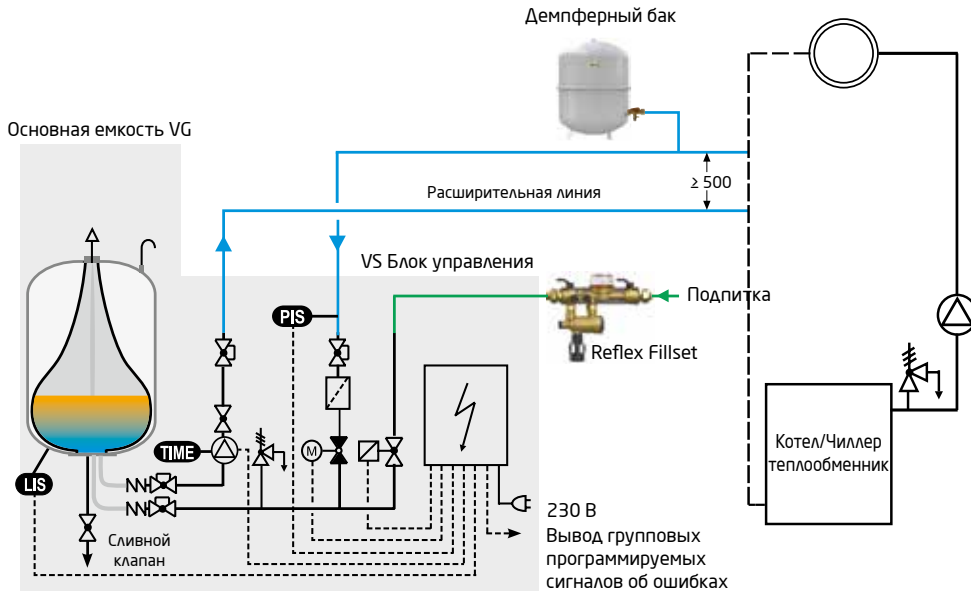 Демпферный бак
Основная емкость VG
≥ 500
Расширительная линия
VS Блок управления
Подпитка
PIS
Reflex Fillset
TIME
M
LIS
Котел/Чиллер
теплообменник
230 В
Сливной
клапан
Вывод групповых
программируемых
сигналов об ошибках